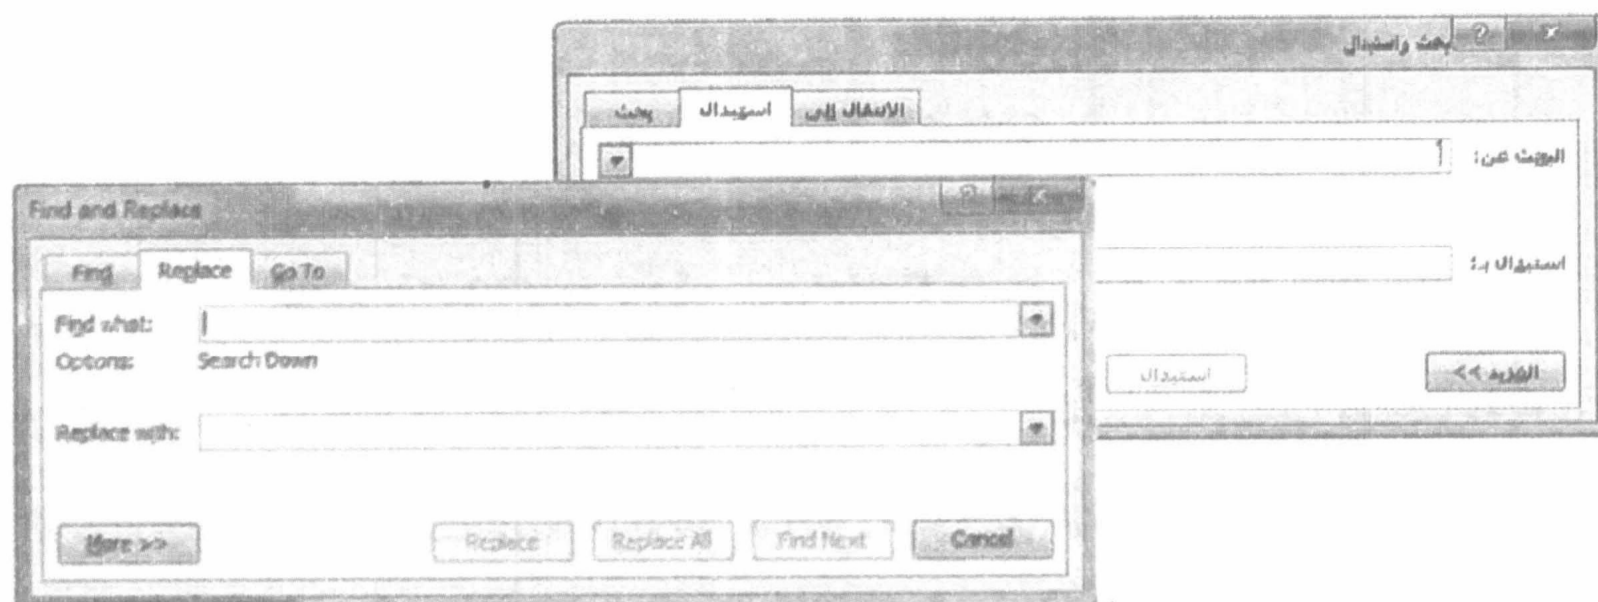 بحث واستبدال
بحث استبدال الانتقال إلى
البحث عن:
استبدال بـ:
استبدال
المزيد >>
Find and Replace
Find Replace Go To
Find what:
Options: Search Down
Replace with:
More >> Replace Replace All Find Next Cancel